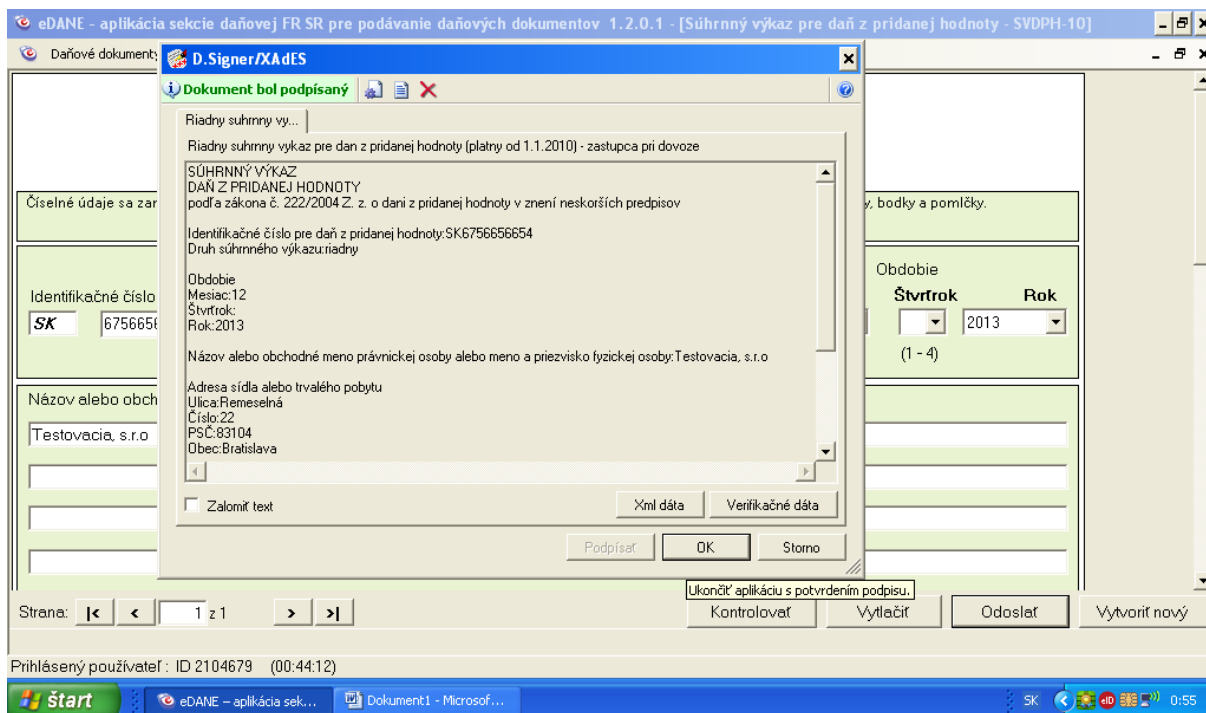 eDANE - aplikácia sekcie daňovej FR SR pre podávanie daňových dokumentov 1.2.0.1 - [Súhrnný výkaz pre daň z pridanej hodnoty - SVDPH-10]
Daňové dokumenty
D.Signer/XAdES
Dokument bol podpísaný
Riadny suhrnny vy...
Riadny suhrnny vykaz pre dan z pridanej hodnoty (platny od 1.1.2010) - zastupca pri dovoze
SÚHRNNÝ VÝKAZ
DAŇ Z PRIDANEJ HODNOTY
podľa zákona č. 222/2004 Z. z. o dani z pridanej hodnoty v znení neskorších predpisov
Identifikačné číslo pre daň z pridanej hodnoty:SK6756656654
Druh súhrnného výkazu:riadny
Obdobie
Mesiac:12
Štvrťrok:
Rok:2013
Názov alebo obchodné meno právnickej osoby alebo meno a priezvisko fyzickej osoby:Testovacia, s.r.o
Adresa sídla alebo trvalého pobytu
Ulica:Remeselná
Číslo:22
PSČ:83104
Obec:Bratislava
Zalomiť text
Xml dáta
Verifikačné dáta
Podpísať
OK
Storno
Ukončiť aplikáciu s potvrdením podpisu.
Číselné údaje sa zar
y, bodky a pomlčky.
Identifikačné číslo
SK
6756656
Obdobie
Štvrťrok Rok
2013
(1 - 4)
Názov alebo obch
Testovacia, s.r.o
Strana: |< < 1 z 1 > >|
Kontrolovať
Vytlačiť
Odoslať
Vytvoriť nový
Prihlásený používateľ : ID 2104679 (00:44:12)
štart
eDANE – aplikácia sek...
Dokument1 - Microsof...
SK
eID
0:55